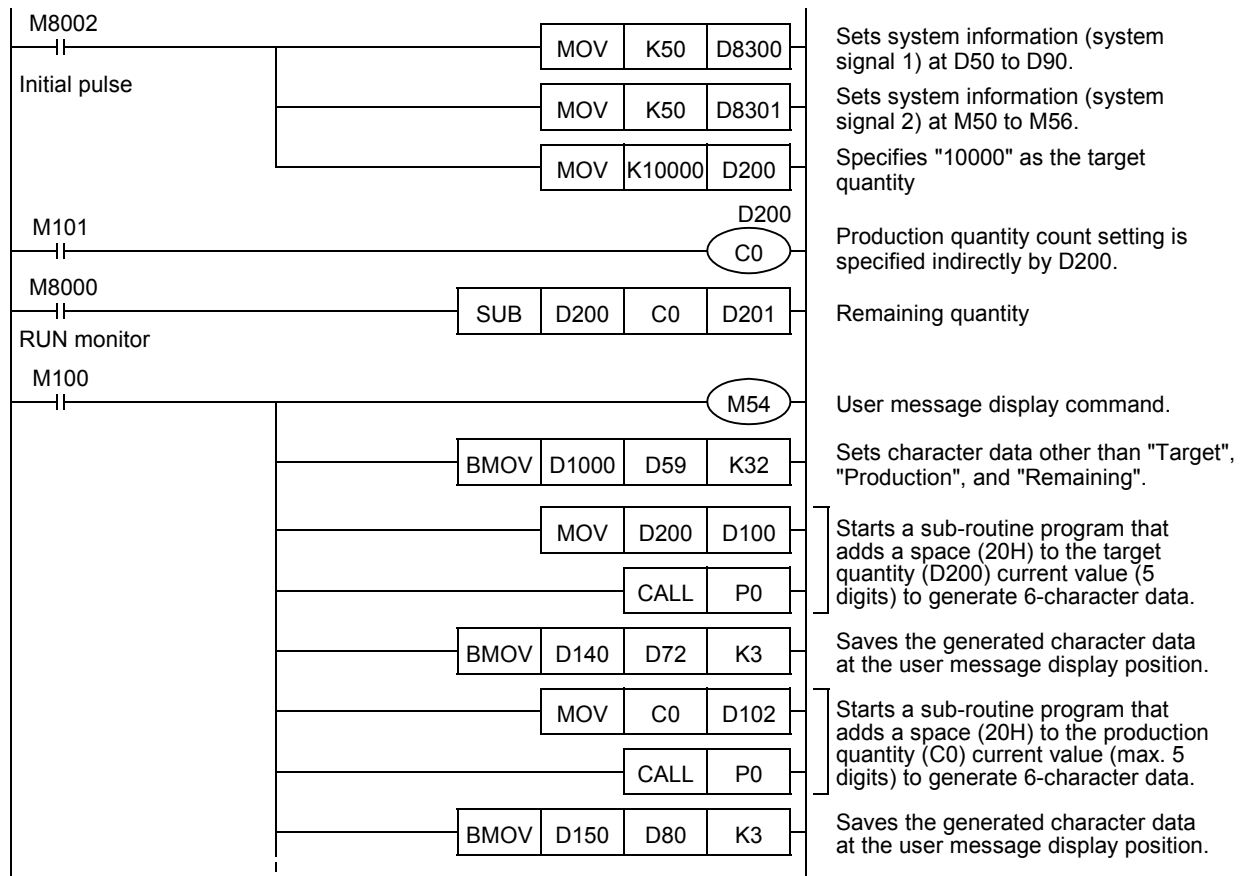 M8002
MOV K50 D8300
Sets system information (system
signal 1) at D50 to D90.
Initial pulse
MOV K50 D8301
Sets system information (system
signal 2) at M50 to M56.
MOV K10000 D200
Specifies "10000" as the target
quantity
M101
D200
C0
Production quantity count setting is
specified indirectly by D200.
M8000
SUB D200 C0 D201
Remaining quantity
RUN monitor
M100
M54
User message display command.
BMOV D1000 D59 K32
Sets character data other than "Target",
"Production", and "Remaining".
MOV D200 D100
CALL P0
Starts a sub-routine program that
adds a space (20H) to the target
quantity (D200) current value (5
digits) to generate 6-character data.
BMOV D140 D72 K3
Saves the generated character data
at the user message display position.
MOV C0 D102
CALL P0
Starts a sub-routine program that
adds a space (20H) to the production
quantity (C0) current value (max. 5
digits) to generate 6-character data.
BMOV D150 D80 K3
Saves the generated character data
at the user message display position.